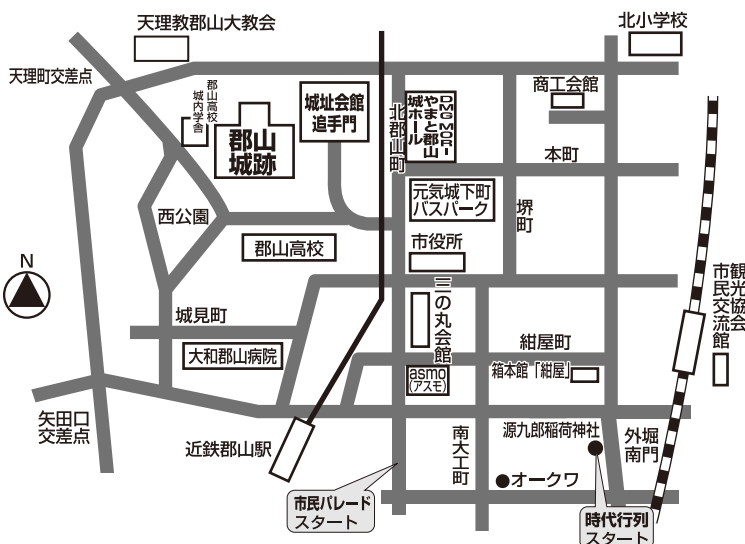 天理教郡山大教会
北小学校
天理町交差点
郡山高校
城内学舎
城址会館
追手門
北郡山町
DMG MORI
やまと郡山
城ホール
商工会館
郡山
城跡
本町
西公園
元気城下町
バスパーク
堺町
郡山高校
市役所
N
観光協会
市民交流館
三の丸会館
城見町
紺屋町
大和郡山病院
箱本館「紺屋」
asmo
(アスモ)
矢田口
交差点
近鉄郡山駅
南大工町
源九郎稲荷神社
外堀
南門
オークワ
市民パレード
スタート
時代行列
スタート